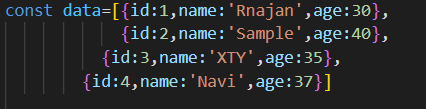 const data=[{id:1,name:'Rnajan',age:30},
{id:2,name:'Sample',age:40},
{id:3,name:'XTY',age:35},
{id:4,name:'Navi',age:37}]